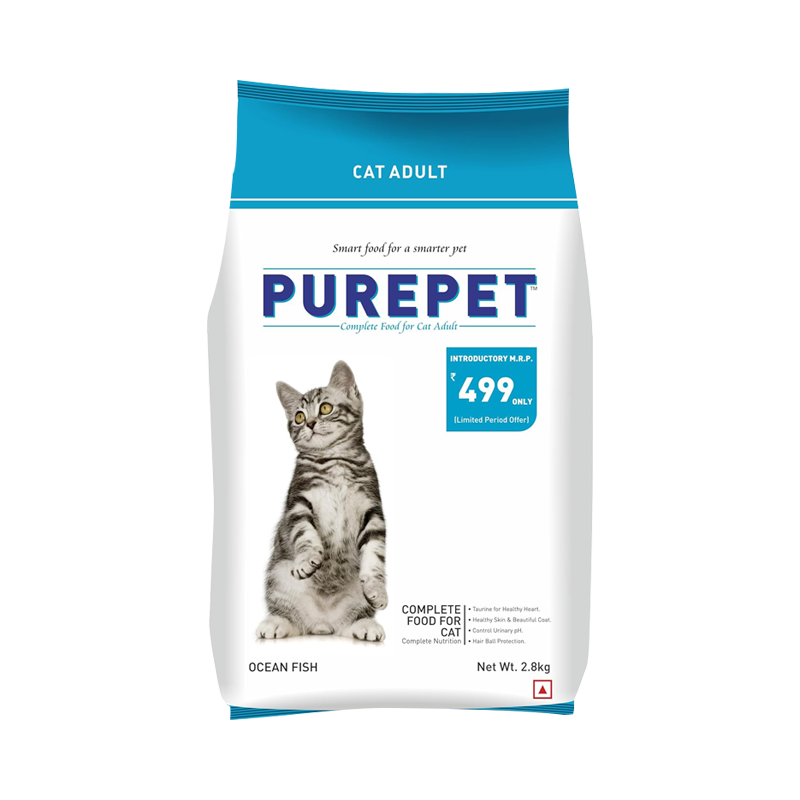 CAT ADULT
Smart food for a smarter pet
PUREPET™
Complete Food for Cat Adult
INTRODUCTORY M.R.P.
₹ 499 ONLY
(Limited Period Offer)
COMPLETE
FOOD FOR
CAT
Complete Nutrition
• Taurine for Healthy Heart.
• Healthy Skin & Beautiful Coat.
• Control Urinary pH.
• Hair Ball Protection.
OCEAN FISH
Net Wt. 2.8kg